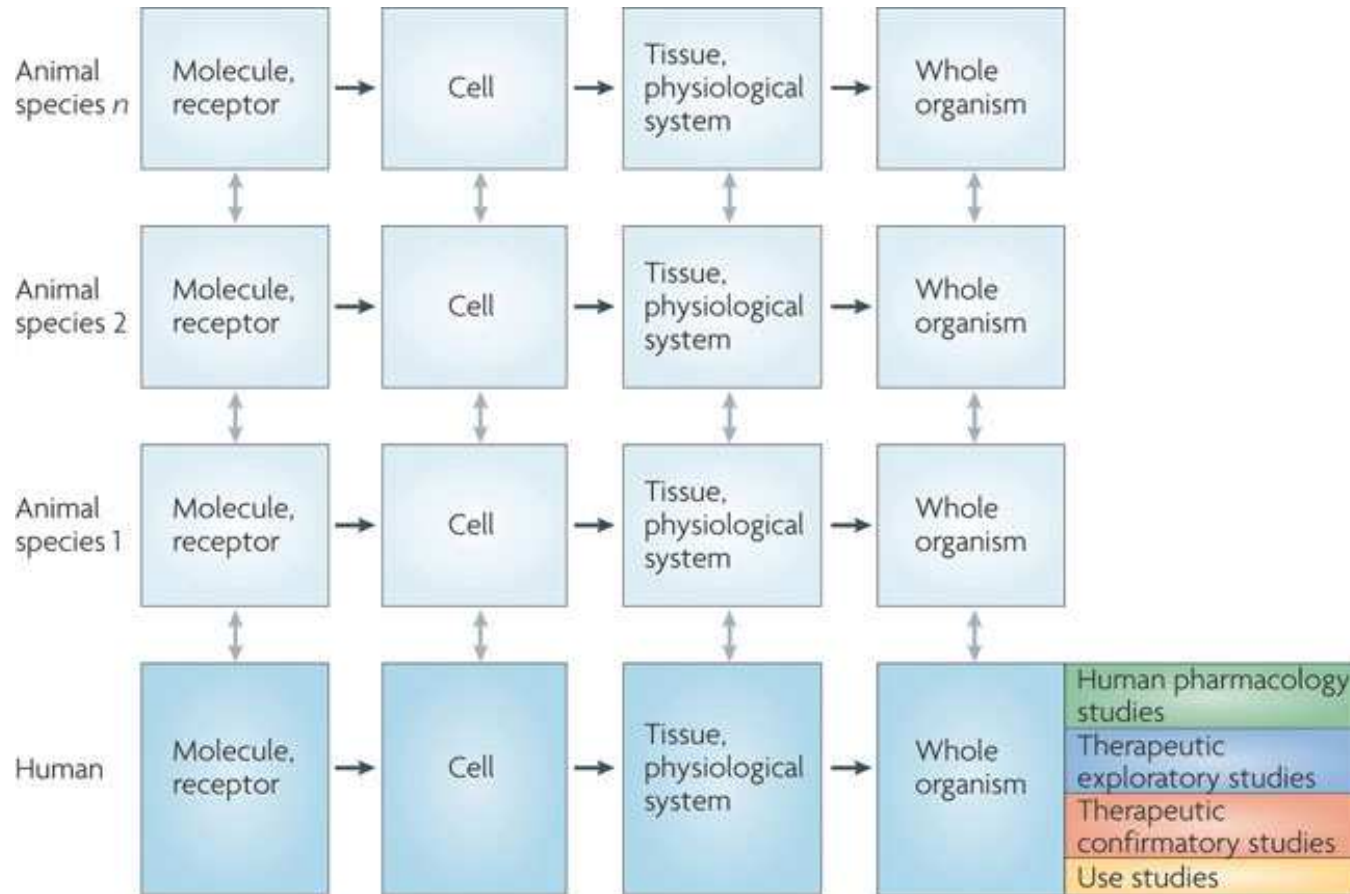 Animal
species n
Molecule,
receptor
Cell
Tissue,
physiological
system
Whole
organism
Animal
species 2
Molecule,
receptor
Cell
Tissue,
physiological
system
Whole
organism
Animal
species 1
Molecule,
receptor
Cell
Tissue,
physiological
system
Whole
organism
Human
Molecule,
receptor
Cell
Tissue,
physiological
system
Whole
organism
Human pharmacology
studies
Therapeutic
exploratory studies
Therapeutic
confirmatory studies
Use studies